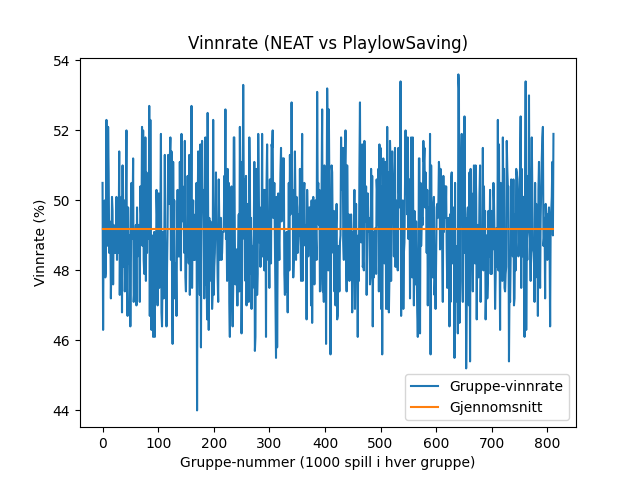 Vinnrate (NEAT vs PlaylowSaving)
54
52
50
48
46
44
Vinnrate (%)
0 100 200 300 400 500 600 700 800
Gruppe-nummer (1000 spill i hver gruppe)
Gruppe-vinnrate
Gjennomsnitt